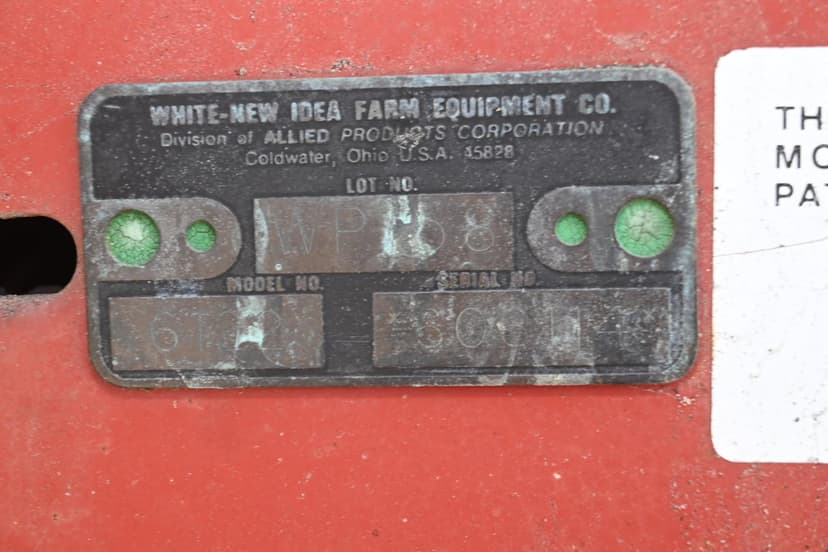 WHITE-NEW IDEA FARM EQUIPMENT CO.
Division of ALLIED PRODUCTS CORPORATION
Coldwater, Ohio U.S.A. 45828
LOT NO.
MODEL NO. SERIAL NO.
TH
MO
PAT